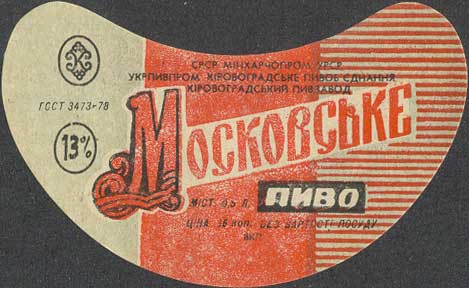 СРСР МІНХАРЧОПРОМ УРСР
УКРПИВПРОМ КІРОВОГРАДСЬКЕ ПИВОБ'ЄДНАННЯ
КІРОВОГРАДСЬКИЙ ПИВЗАВОД
ГОСТ 3473-78
13%
МОСКОВСЬКЕ
ПИВО
МІСТ. 0,5 Л.
ЦІНА КОП. БЕЗ ВАРТОСТІ ПОСУДУ